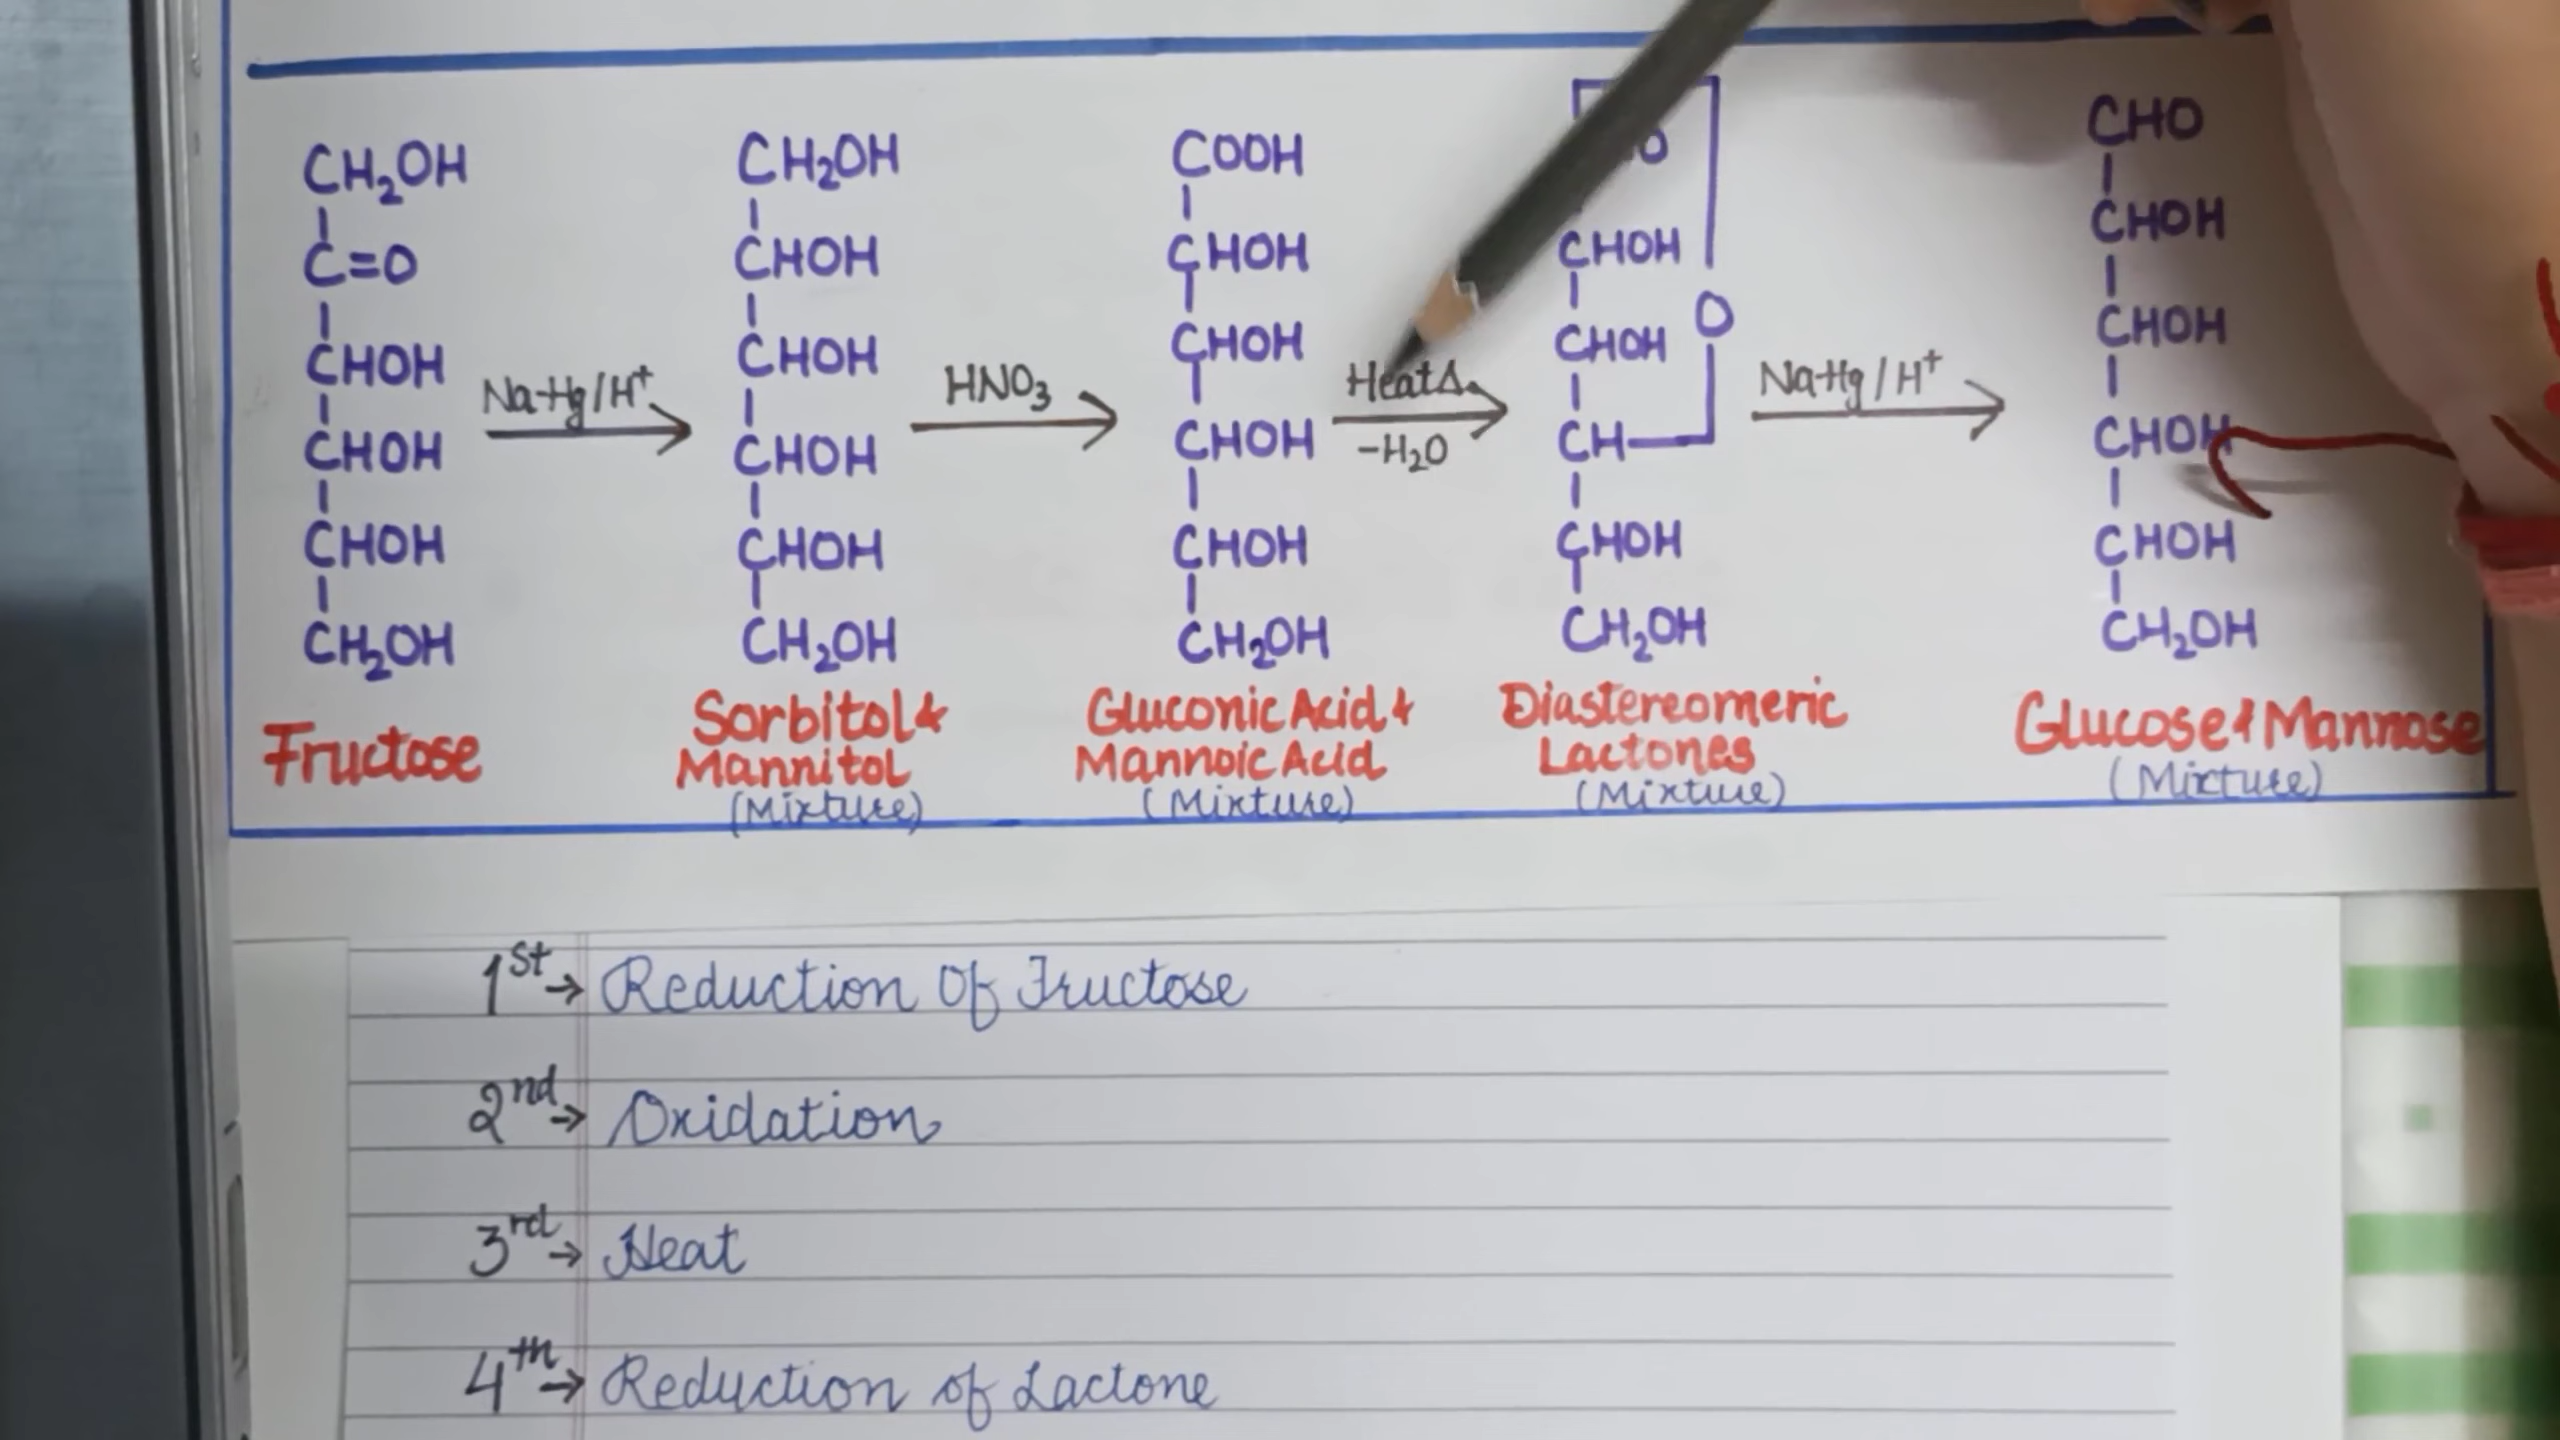 CH₂OH
C=O
CHOH
CHOH
CHOH
CH₂OH
Fructose
Na-Hg/H⁺
CH₂OH
CHOH
CHOH
CHOH
CHOH
CH₂OH
Sorbitol &
Mannitol
(Mixture)
HNO₃
COOH
CHOH
CHOH
CHOH
CHOH
CH₂OH
Gluconic Acid &
Mannoic Acid
(Mixture)
Heat Δ
-H₂O
O
CHOH
CHOH
O
CH
CHOH
CH₂OH
Diastereomeric
Lactones
(Mixture)
Na-Hg/H⁺
CHO
CHOH
CHOH
CHOH
CHOH
CH₂OH
Glucose & Mannose
(Mixture)
1st → Reduction Of Fructose
2nd → Oxidation
3rd → Heat
4th → Reduction of Lactone